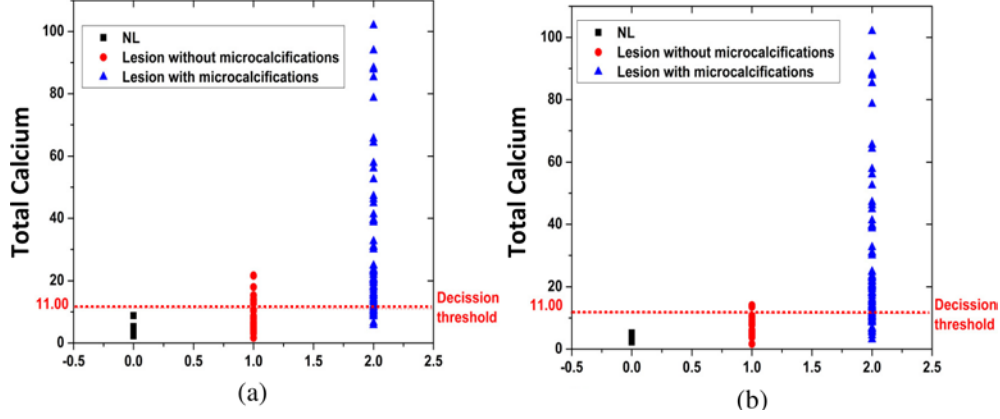 100
80
60
40
20
0
Total Calcium
NL
Lesion without microcalcifications
Lesion with microcalcifications
11.00
Decission
threshold
-0.5 0.0 0.5 1.0 1.5 2.0 2.5
(a)
100
80
60
40
20
0
Total Calcium
NL
Lesion without microcalcifications
Lesion with microcalcifications
11.00
Decission
threshold
-0.5 0.0 0.5 1.0 1.5 2.0 2.5
(b)